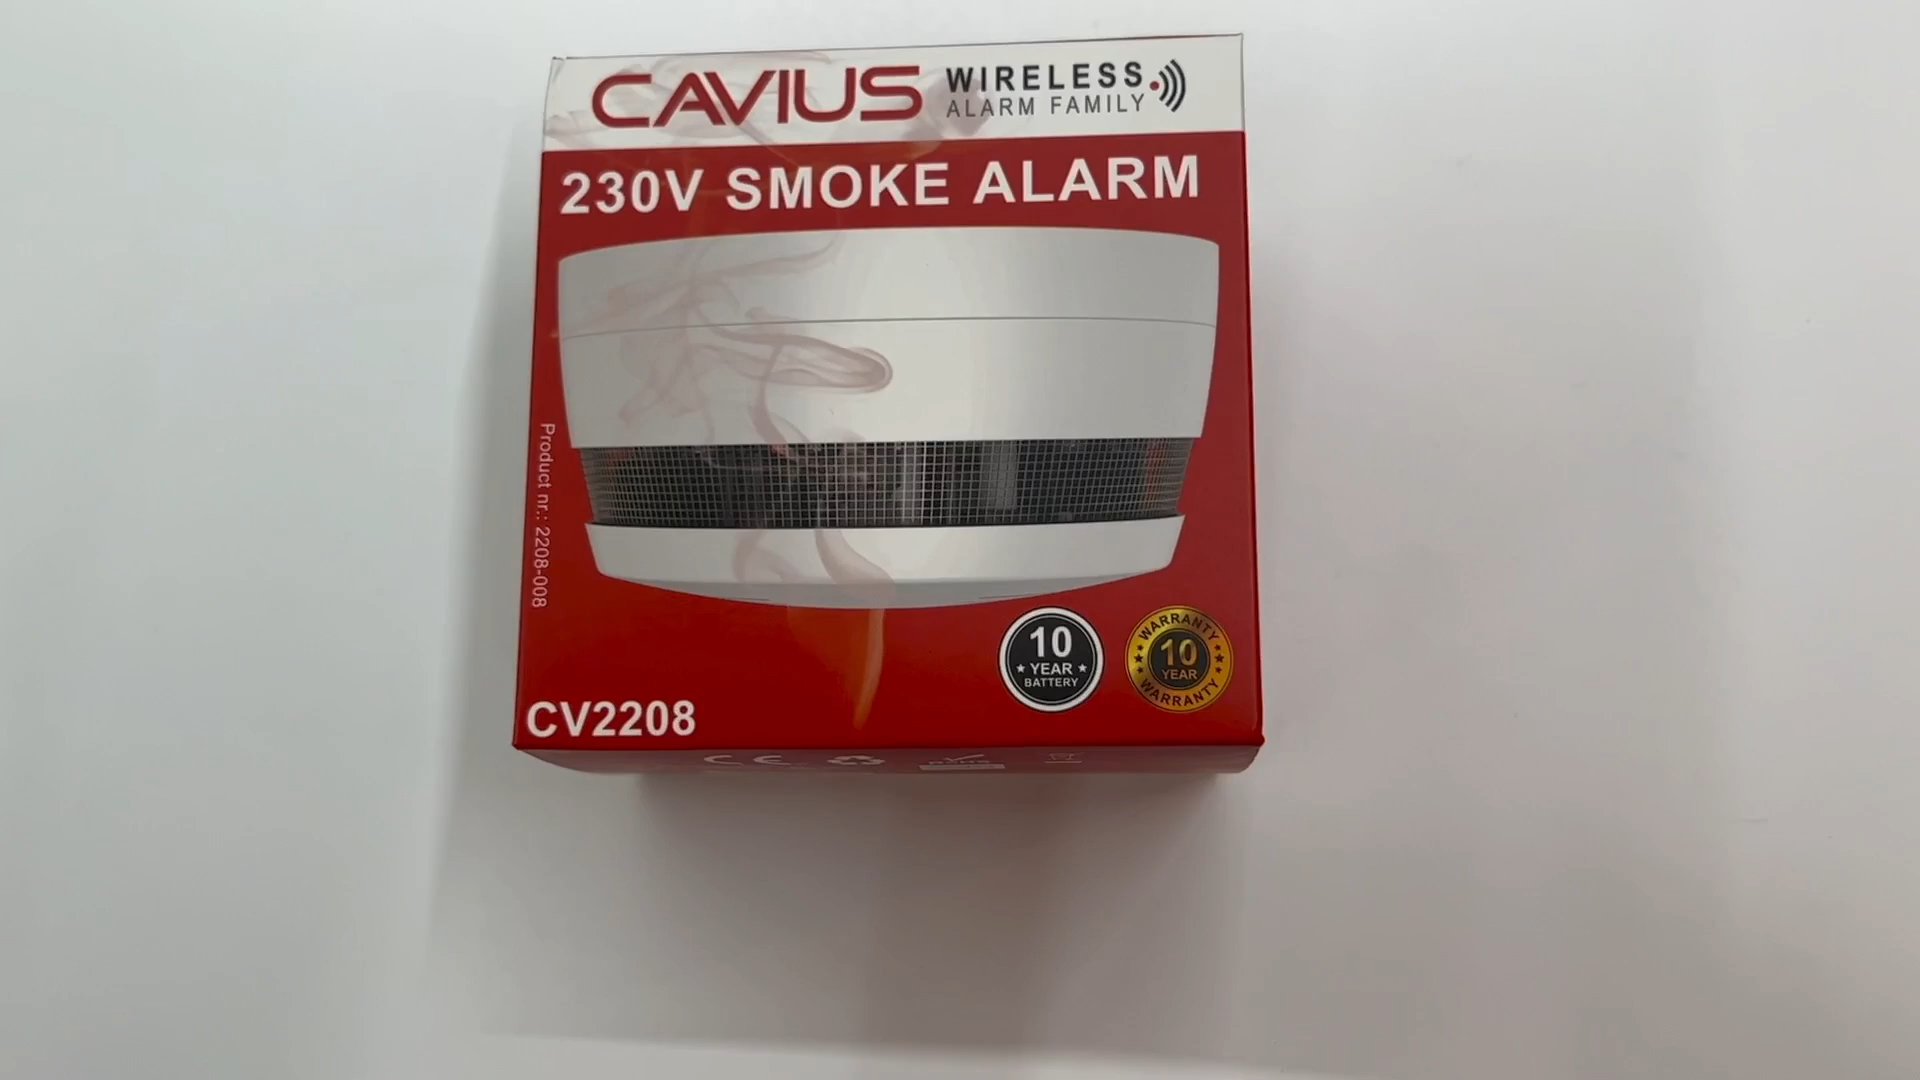 CAVIUS
WIRELESS
ALARM FAMILY
230V SMOKE ALARM
Product nr.: 2208-008
10
YEAR
BATTERY
WARRANTY
10
YEAR
WARRANTY
CV2208
CE